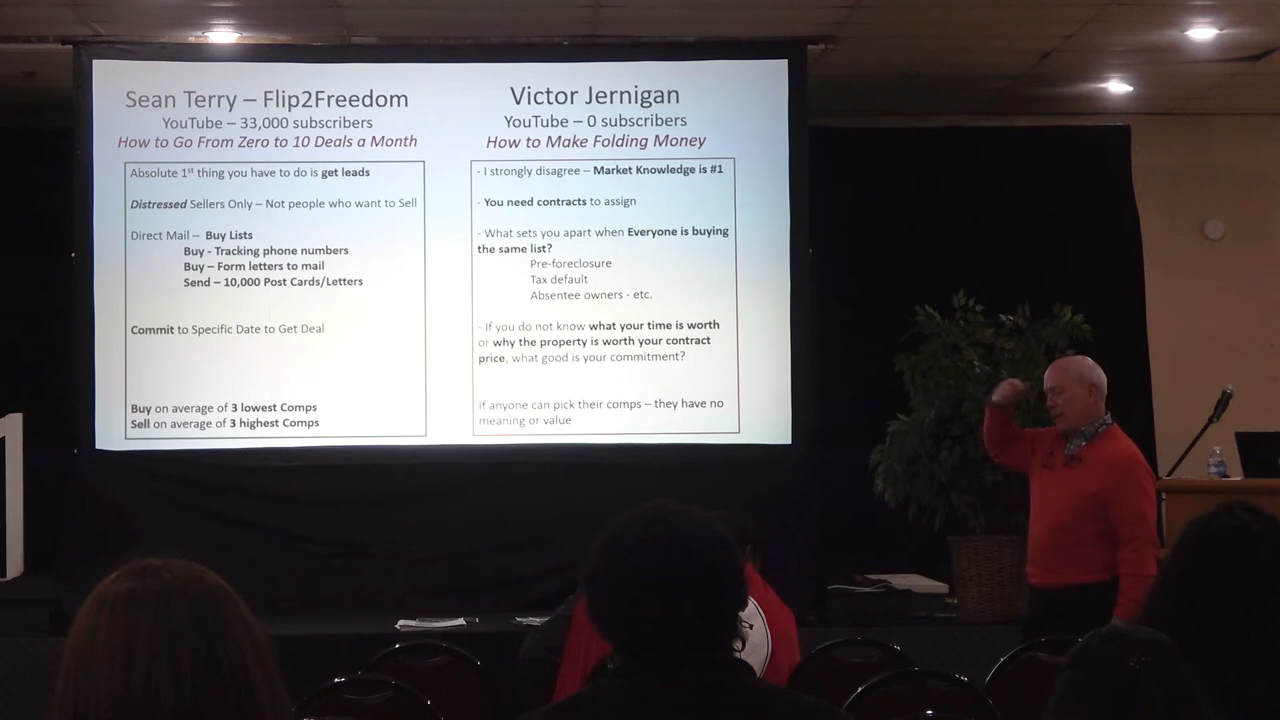 Sean Terry – Flip2Freedom
YouTube – 33,000 subscribers
How to Go From Zero to 10 Deals a Month
Absolute 1st thing you have to do is get leads
Distressed Sellers Only – Not people who want to Sell
Direct Mail – Buy Lists
Buy - Tracking phone numbers
Buy – Form letters to mail
Send – 10,000 Post Cards/Letters
Commit to Specific Date to Get Deal
Buy on average of 3 lowest Comps
Sell on average of 3 highest Comps
Victor Jernigan
YouTube – 0 subscribers
How to Make Folding Money
- I strongly disagree – Market Knowledge is #1
- You need contracts to assign
- What sets you apart when Everyone is buying
the same list?
Pre-foreclosure
Tax default
Absentee owners - etc.
- If you do not know what your time is worth
or why the property is worth your contract
price, what good is your commitment?
If anyone can pick their comps – they have no
meaning or value